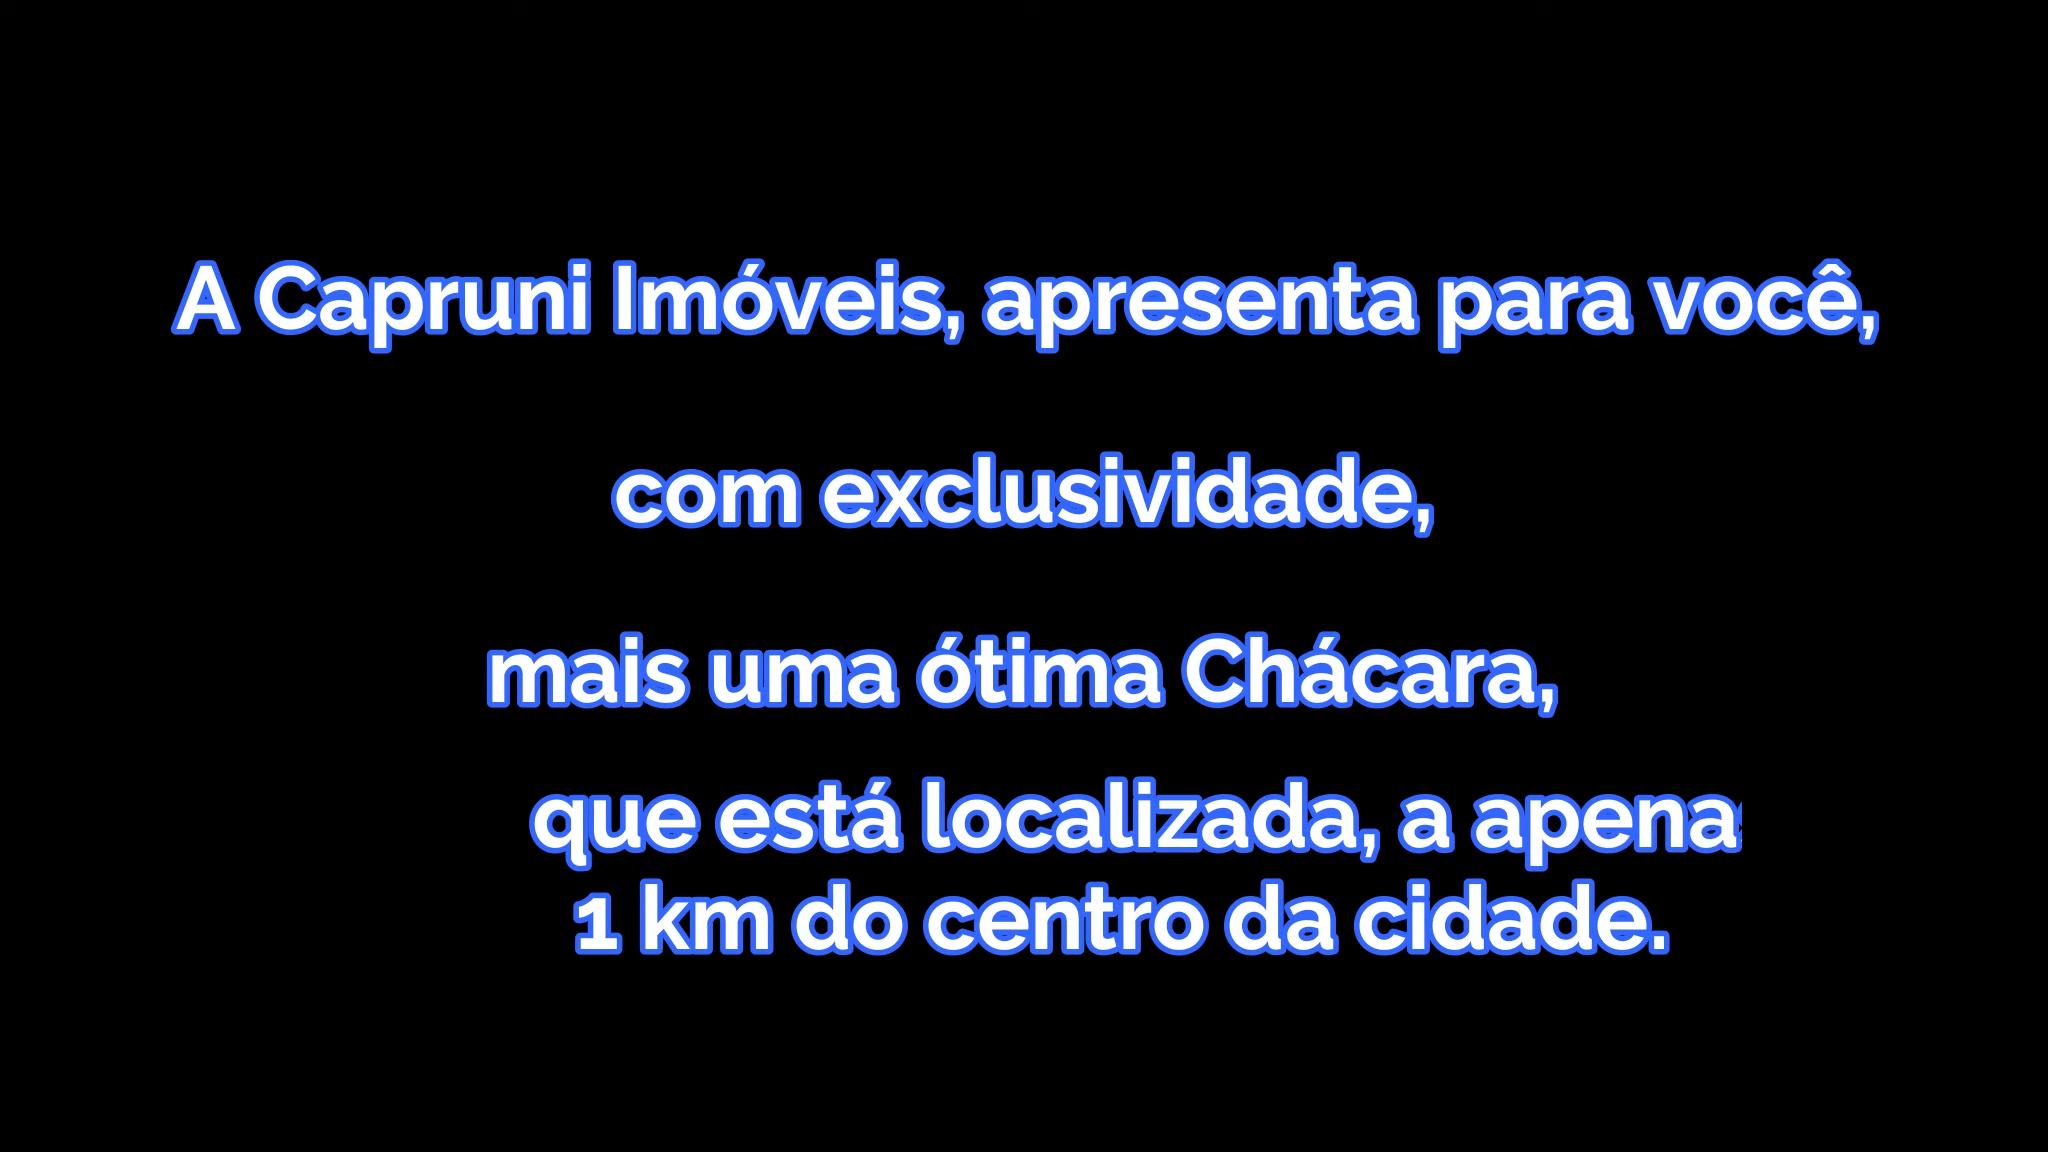 A Capruni Imóveis, apresenta para você,
com exclusividade,
mais uma ótima Chácara,
que está localizada, a apena
1 km do centro da cidade.